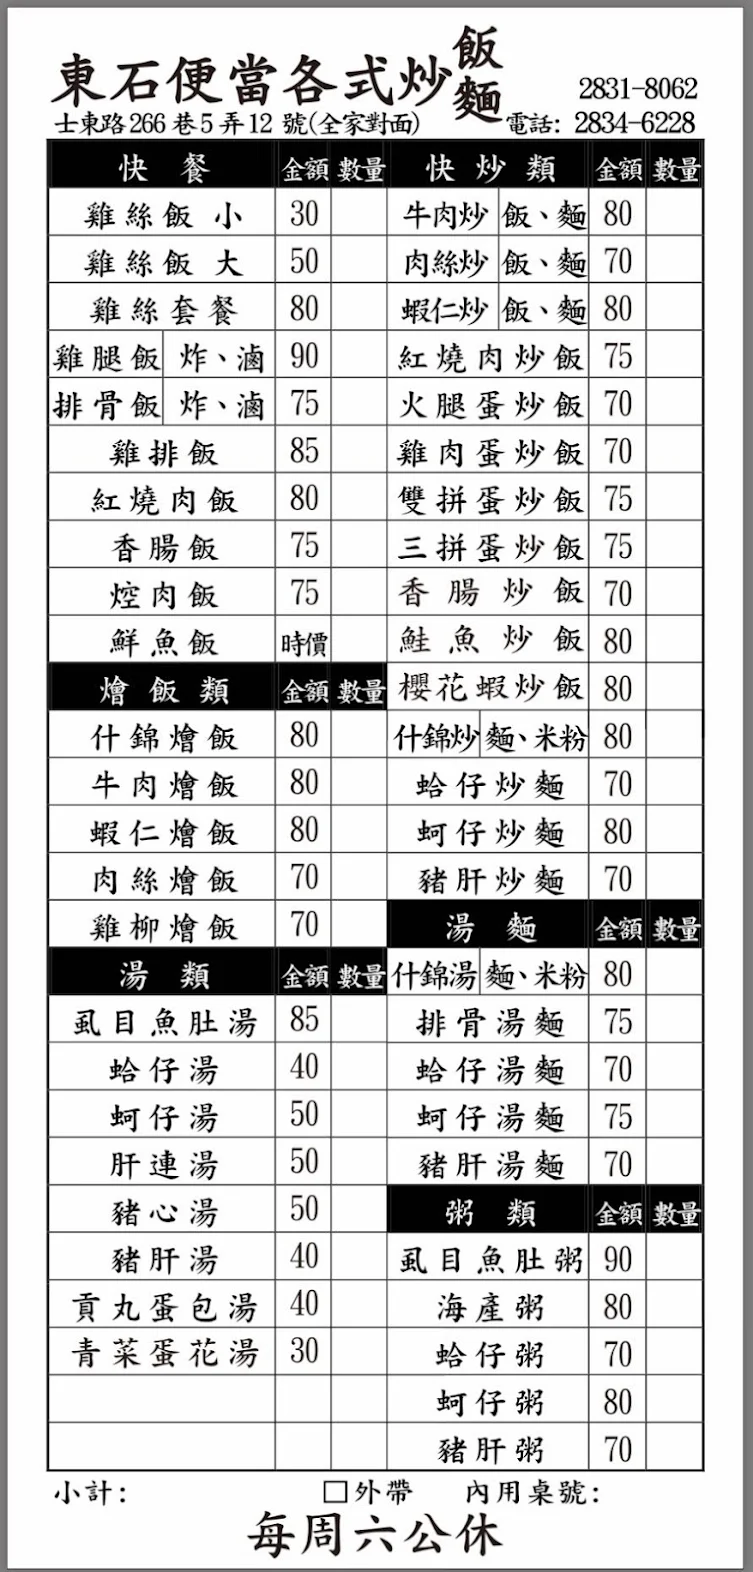 東石便當各式炒飯麵
2831-8062
士東路266巷5弄12號(全家對面)
電話: 2834-6228
快餐 金額 數量
雞絲飯 小 30
雞絲飯 大 50
雞絲套餐 80
雞腿飯 炸、滷 90
排骨飯 炸、滷 75
雞排飯 85
紅燒肉飯 80
香腸飯 75
焢肉飯 75
鮮魚飯 時價
燴飯類 金額 數量
什錦燴飯 80
牛肉燴飯 80
蝦仁燴飯 80
肉絲燴飯 70
雞柳燴飯 70
湯類 金額 數量
虱目魚肚湯 85
蛤仔湯 40
蚵仔湯 50
肝連湯 50
豬心湯 50
豬肝湯 40
貢丸蛋包湯 40
青菜蛋花湯 30
快炒類 金額 數量
牛肉炒 飯、麵 80
肉絲炒 飯、麵 70
蝦仁炒 飯、麵 80
紅燒肉炒飯 75
火腿蛋炒飯 70
雞肉蛋炒飯 70
雙拼蛋炒飯 75
三拼蛋炒飯 75
香腸炒飯 70
鮭魚炒飯 80
櫻花蝦炒飯 80
什錦炒 麵、米粉 80
蛤仔炒麵 70
蚵仔炒麵 80
豬肝炒麵 70
湯麵 金額 數量
什錦湯 麵、米粉 80
排骨湯麵 75
蛤仔湯麵 70
蚵仔湯麵 75
豬肝湯麵 70
粥類 金額 數量
虱目魚肚粥 90
海產粥 80
蛤仔粥 70
蚵仔粥 80
豬肝粥 70
小計: □外帶 內用桌號:
每周六公休